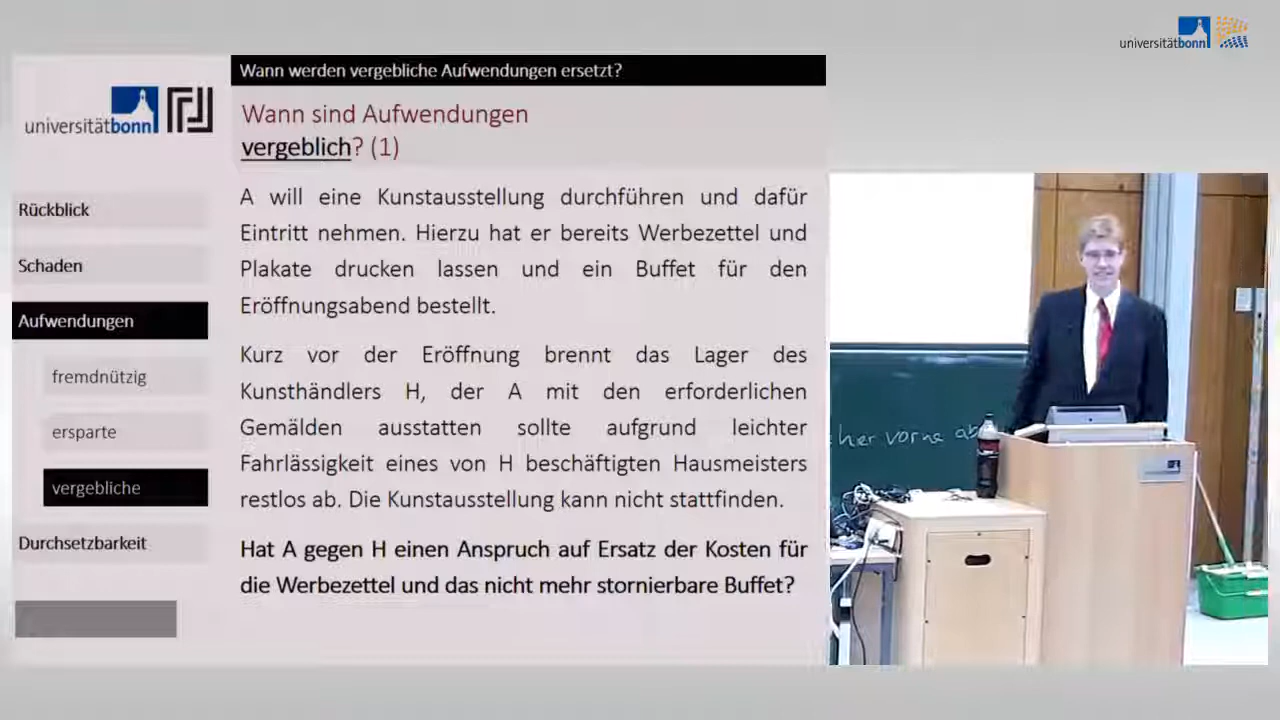 universitätbonn
Wann werden vergebliche Aufwendungen ersetzt?
universitätbonn
Wann sind Aufwendungen
vergeblich? (1)
Rückblick
Schaden
Aufwendungen
fremdnützig
ersparte
vergebliche
Durchsetzbarkeit
A will eine Kunstausstellung durchführen und dafür
Eintritt nehmen. Hierzu hat er bereits Werbezettel und
Plakate drucken lassen und ein Buffet für den
Eröffnungsabend bestellt.
Kurz vor der Eröffnung brennt das Lager des
Kunsthändlers H, der A mit den erforderlichen
Gemälden ausstatten sollte aufgrund leichter
Fahrlässigkeit eines von H beschäftigten Hausmeisters
restlos ab. Die Kunstausstellung kann nicht stattfinden.
Hat A gegen H einen Anspruch auf Ersatz der Kosten für
die Werbezettel und das nicht mehr stornierbare Buffet?
vorne